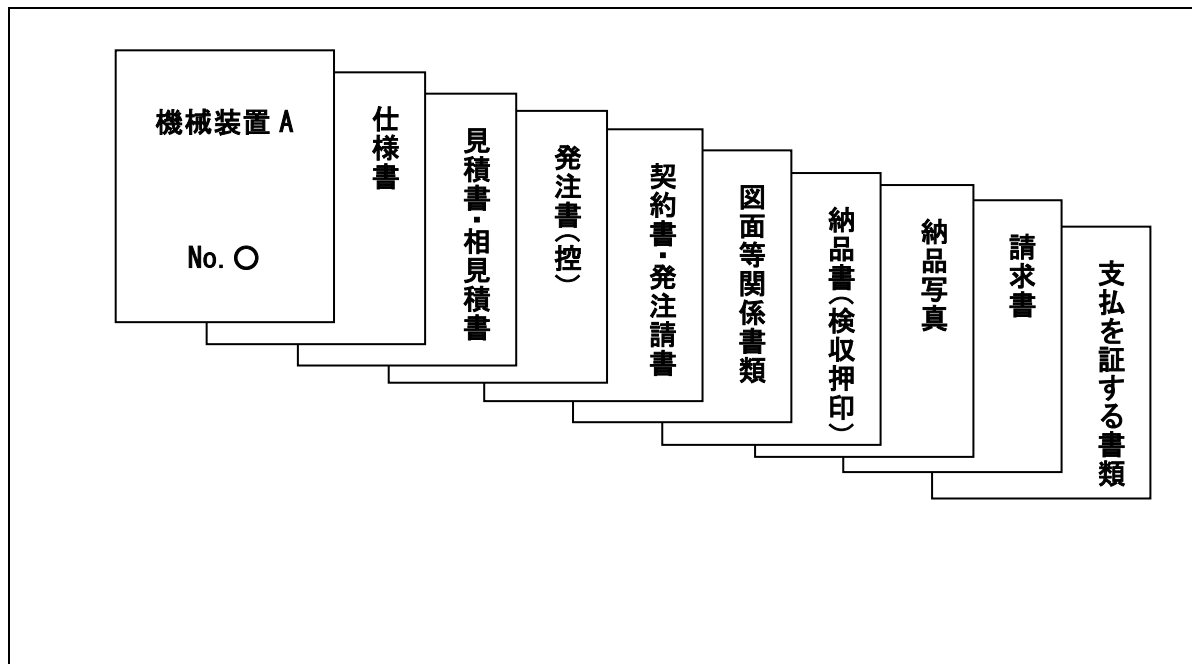 機械装置 A
No. ○
仕様書
見積書・相見積書
発注書(控)
契約書・発注請書
図面等関係書類
納品書(検収押印)
納品写真
請求書
支払を証する書類